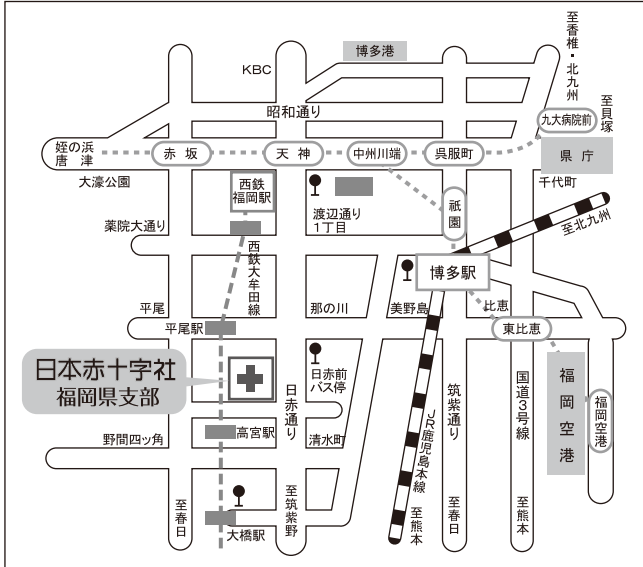 博多港
至香椎・北九州
KBC
昭和通り
九大病院前
至貝塚
姪の浜
唐津
赤坂
天神
中州川端
呉服町
県庁
大濠公園
西鉄
福岡駅
渡辺通り
1丁目
祇園
千代町
薬院大通り
西鉄大牟田線
至北九州
博多駅
平尾
那の川
美野島
比恵
平尾駅
東比恵
日本赤十字社
福岡県支部
日赤前
バス停
日赤通り
筑紫通り
国道3号線
福岡空港
福岡空港
野間四ッ角
高宮駅
清水町
JR鹿児島本線
至春日
大橋駅
至筑紫野
至熊本
至春日
至熊本